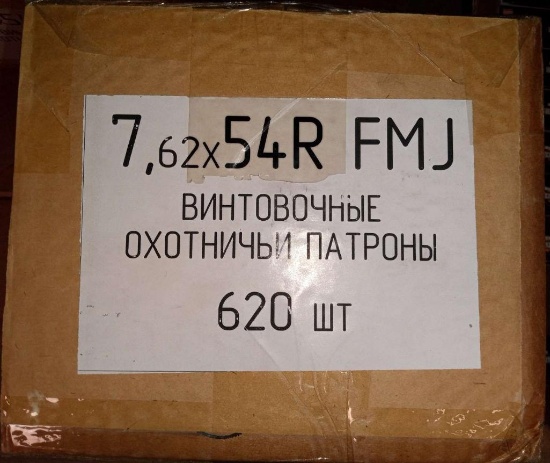 7,62x54R FMJ
ВИНТОВОЧНЫЕ
ОХОТНИЧЬИ ПАТРОНЫ
620 шт